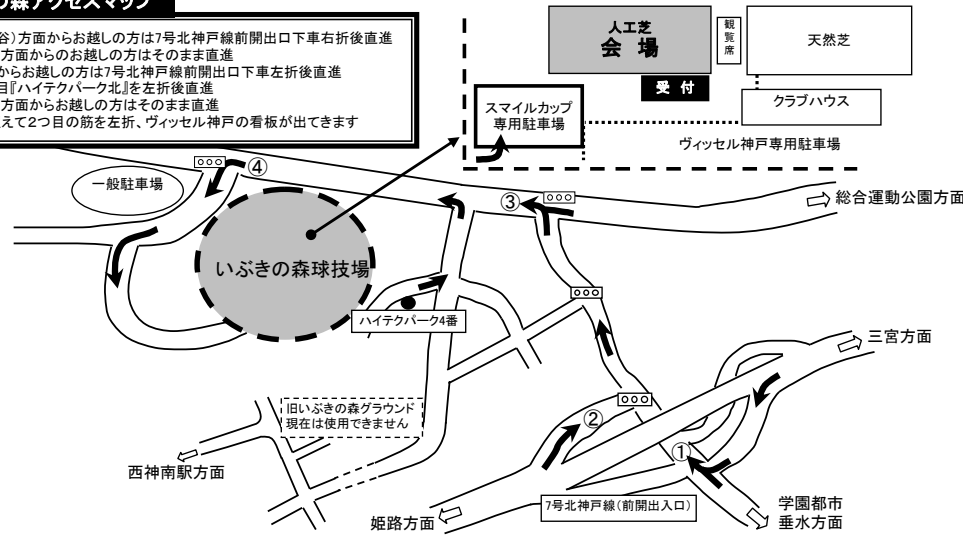 の森アクセスマップ
谷)方面からお越しの方は7号北神戸線前開出口下車右折後直進
方面からのお越しの方はそのまま直進
からお越しの方は7号北神戸線前開出口下車左折後直進
目『ハイテクパーク北』を左折後直進
方面からお越しの方はそのまま直進
えて2つ目の筋を左折、ヴィッセル神戸の看板が出てきます
人工芝
会 場
観覧席
天然芝
受 付
クラブハウス
スマイルカップ
専用駐車場
ヴィッセル神戸専用駐車場
④
一般駐車場
③
総合運動公園方面
いぶきの森球技場
ハイテクパーク4番
三宮方面
旧いぶきの森グラウンド
現在は使用できません
②
①
西神南駅方面
姫路方面
7号北神戸線(前開出入口)
学園都市
垂水方面